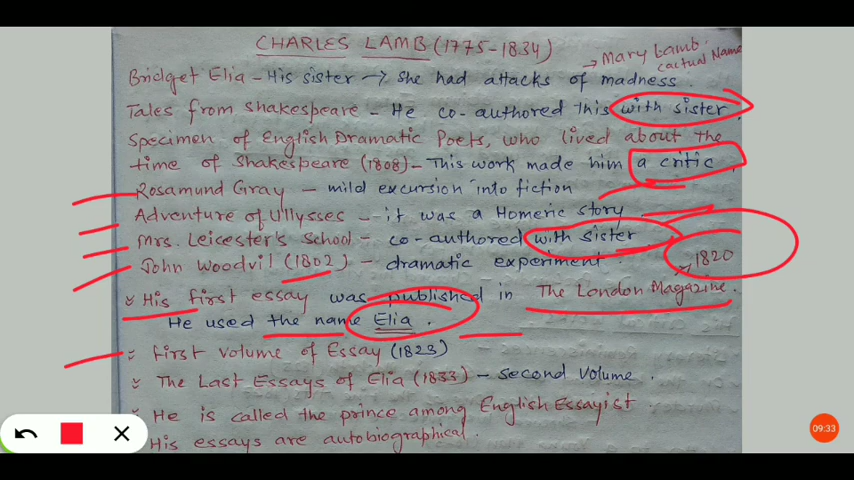 CHARLES LAMB (1775-1834)
→ Mary Lamb
(actual Name
Bridget Elia - His sister → She had attacks of madness.
Tales from Shakespeare - He co-authored this with sister.
Specimen of English Dramatic Poets, who lived about the
time of Shakespeare (1808) - This work made him a critic.
Rosamund Gray - mild excursion into fiction
Adventure of Ullysses - it was a Homeric story
Mrs. Leicester's School - co-authored with sister.
John Woodvil (1802) - dramatic experiment.
1820
His first essay was published in The London Magazine.
He used the name Elia.
First Volume of Essay (1823)
The Last Essays of Elia (1833) - second volume.
He is called the prince among English Essayist
His essays are autobiographical.
09:33